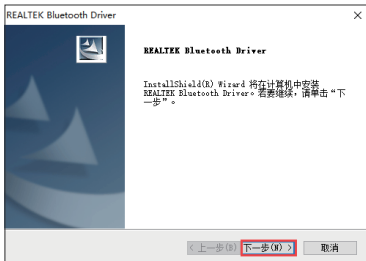 REALTEK Bluetooth Driver
REALTEK Bluetooth Driver
InstallShield(R) Wizard 将在计算机中安装
REALTEK Bluetooth Driver。若要继续，请单击“下
一步”。
< 上一步(B) 下一步(N) > 取消